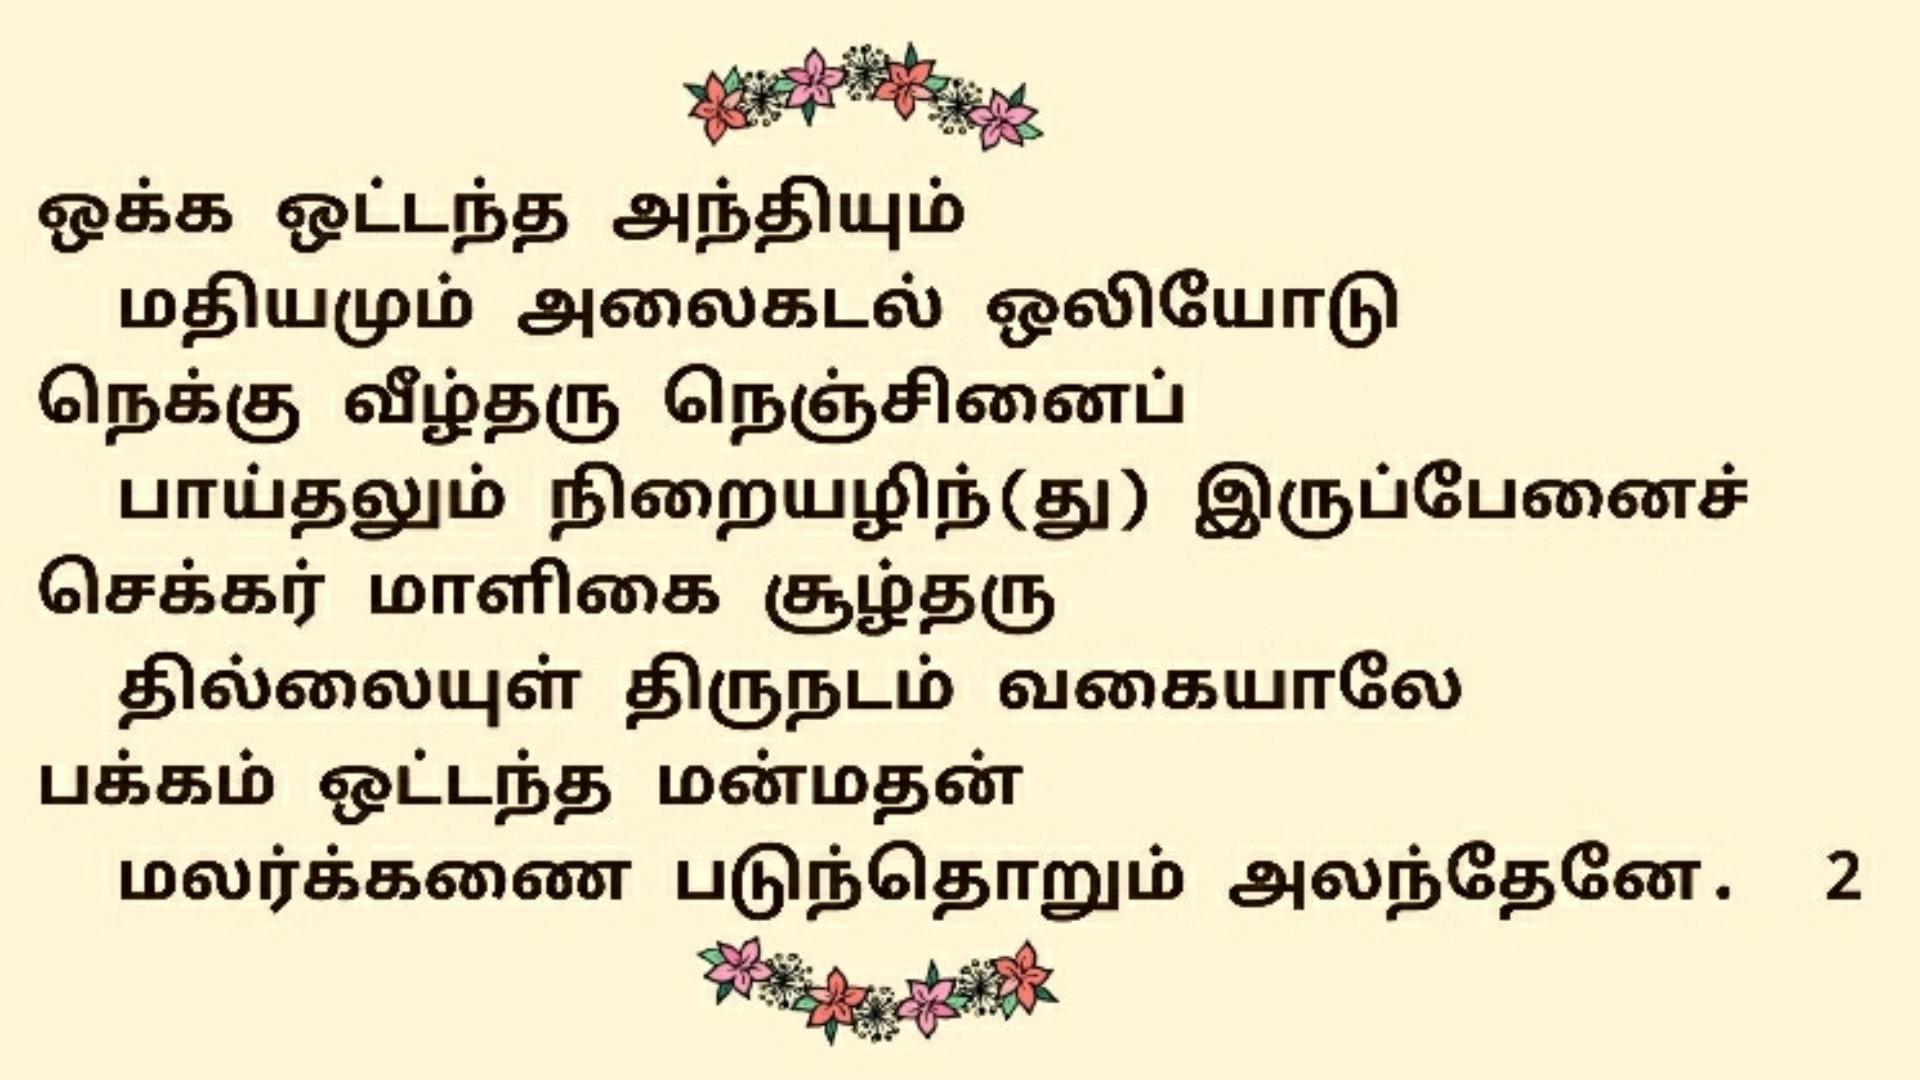 ஒக்க ஒட்டந்த அந்தியும்
மதியமும் அலைகடல் ஒலியோடு
நெக்கு வீழ்தரு நெஞ்சினைப்
பாய்தலும் நிறையழிந்(து) இருப்பேனைச்
செக்கர் மாளிகை சூழ்தரு
தில்லையுள் திருநடம் வகையாலே
பக்கம் ஒட்டந்த மன்மதன்
மலர்க்கணை படுந்தொறும் அலந்தேனே. 2